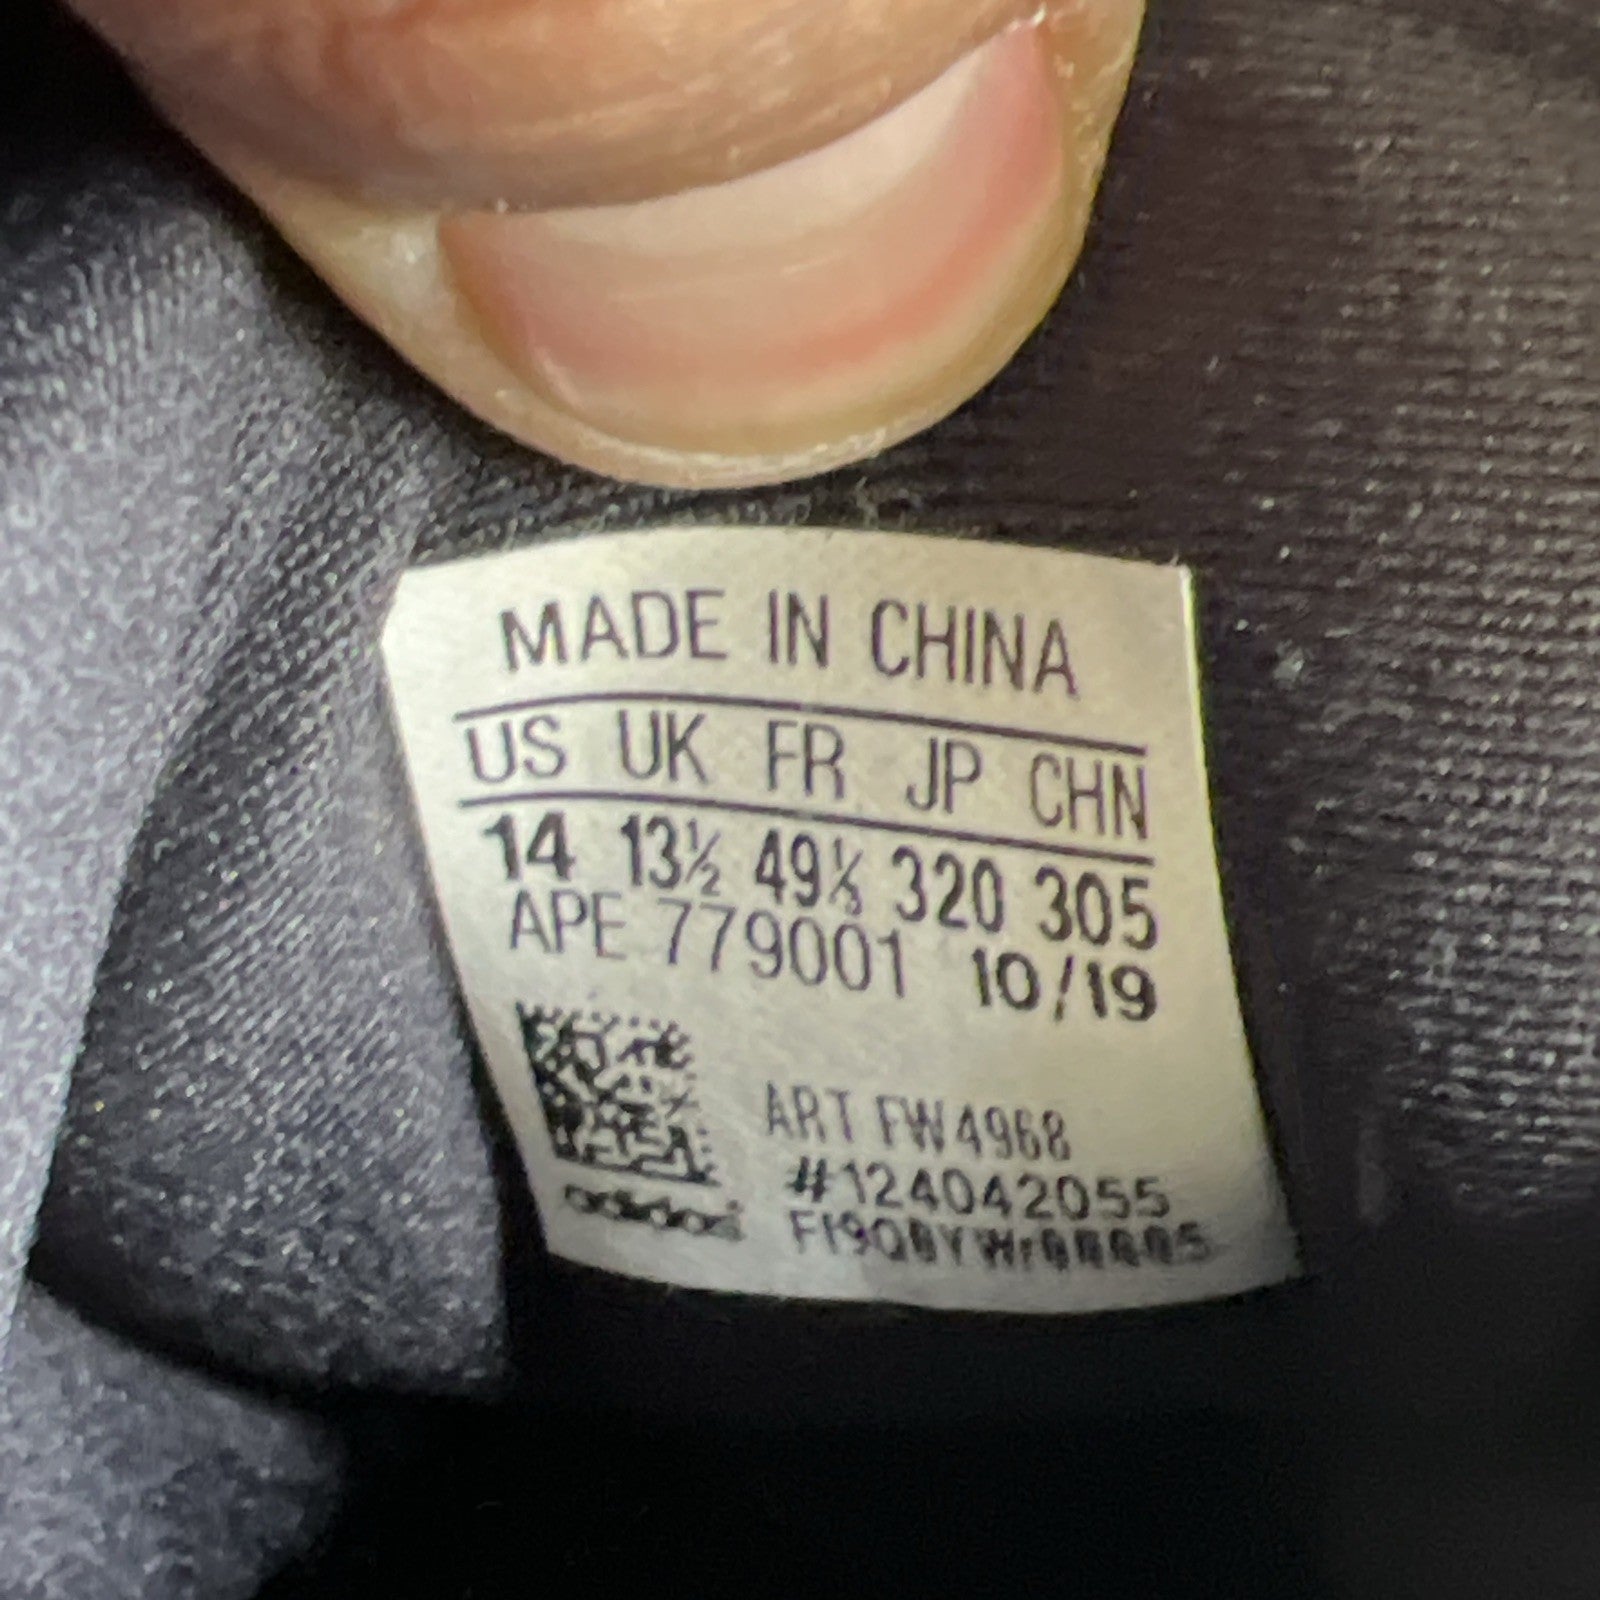 MADE IN CHINA
US UK FR JP CHN
14 13½ 49⅓ 320 305
APE 779001 10/19
ART FW4968
#124042055
adidas